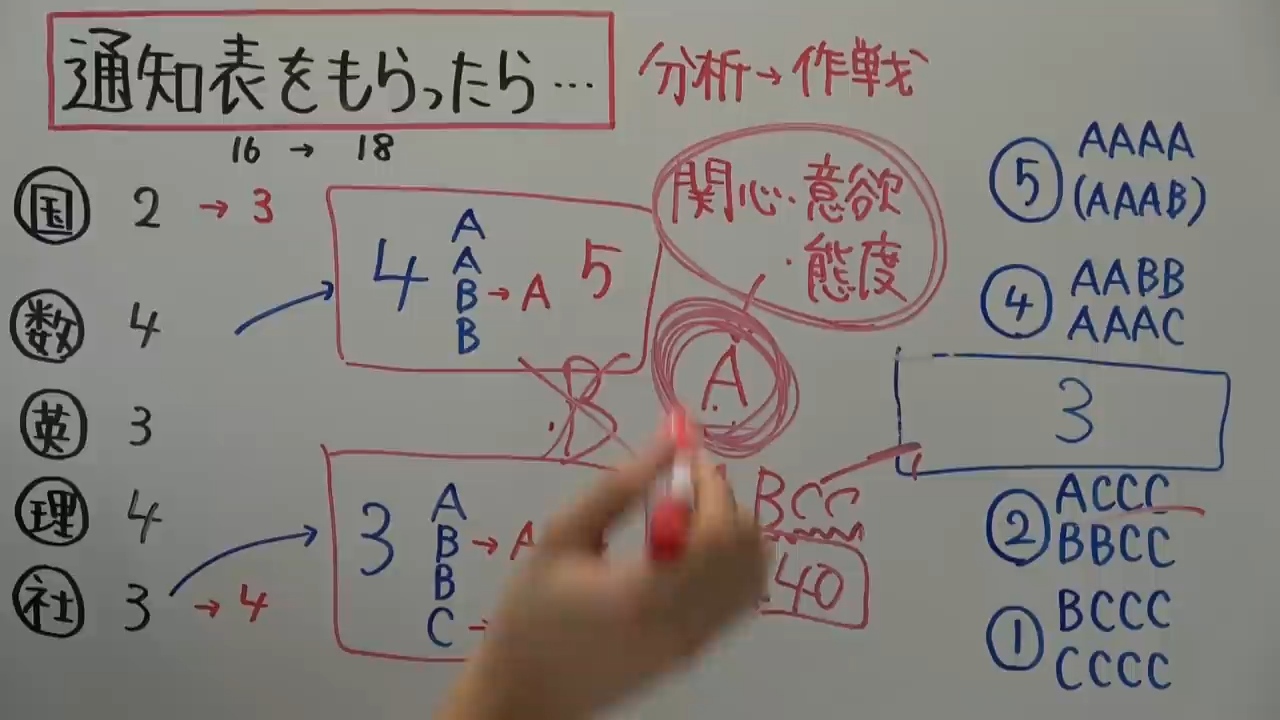 通知表をもらったら…
分析→作戦
16 → 18
国 2 → 3
数 4
英 3
理 4
社 3 → 4
4
A
A
B → A
B
5
関心・意欲
・態度
A
B
3
A
B → A
B
C →
BCC
40
⑤ AAAA
(AAAB)
④ AABB
AAAC
3
② ACCC
BBCC
① BCCC
CCCC